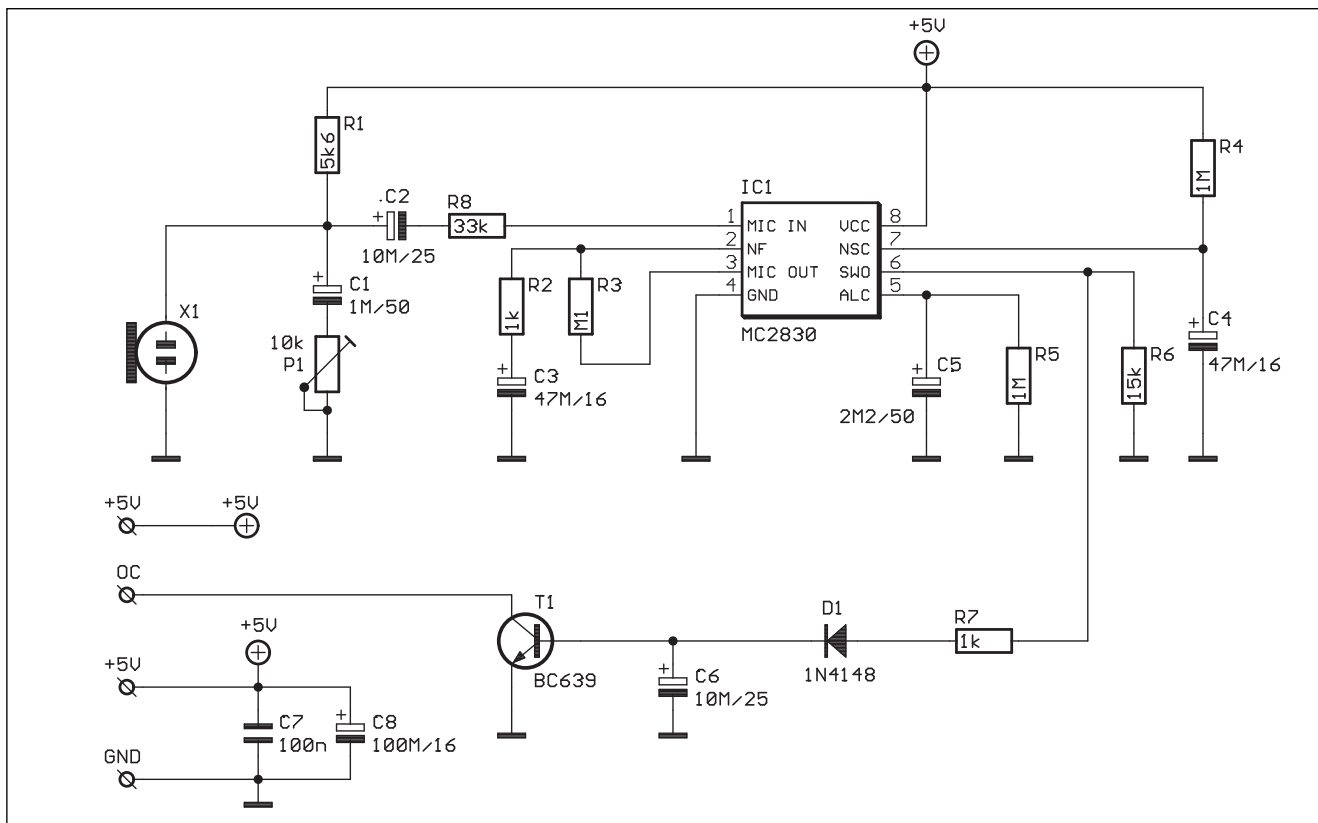 +5V
R1
5k6
R4
1M
.C2
R8
33k
10M/25
IC1
1
MIC IN
VCC
8
2
NF
NSC
7
3
MIC OUT
SWO
6
4
GND
ALC
5
MC2830
C1
1M/50
R2
1k
R3
M1
X1
10k
P1
C3
47M/16
C5
2M2/50
R5
1M
R6
15k
C4
47M/16
+5V
+5V
OC
T1
BC639
D1
1N4148
R7
1k
C6
10M/25
+5V
+5V
C7
100n
C8
100M/16
GND